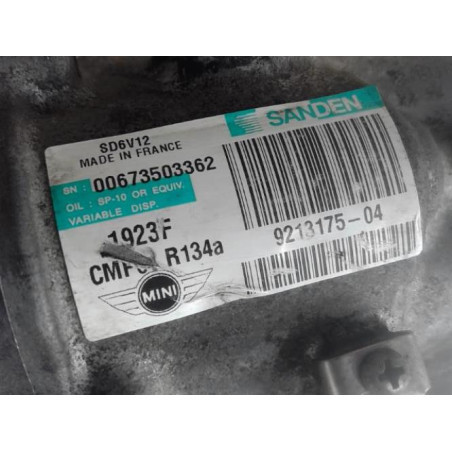 SANDEN
SD6V12
MADE IN FRANCE
SN : 00673503362
OIL : SP-10 OR EQUIV.
VARIABLE DISP.
1923F
R134a
MINI
9213175-04